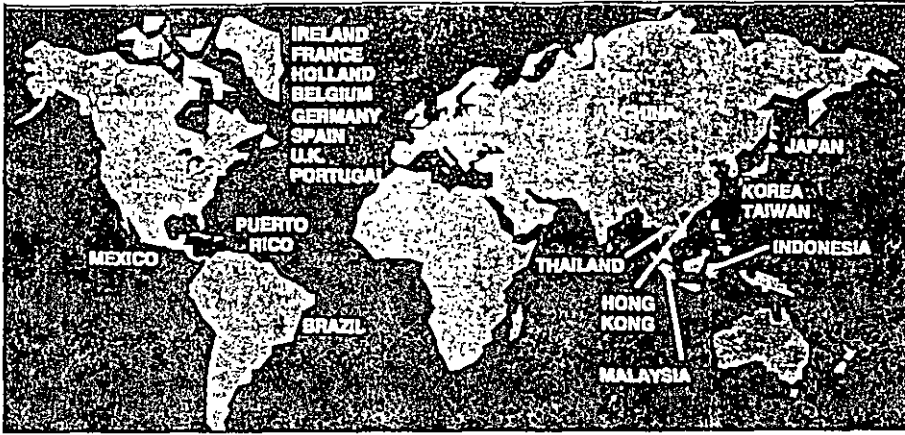 IRELAND
FRANCE
HOLLAND
BELGIUM
GERMANY
SPAIN
U.K.
PORTUGAL
CANADA
CHINA
JAPAN
KOREA
TAIWAN
PUERTO
RICO
MEXICO
INDONESIA
THAILAND
HONG
KONG
BRAZIL
MALAYSIA